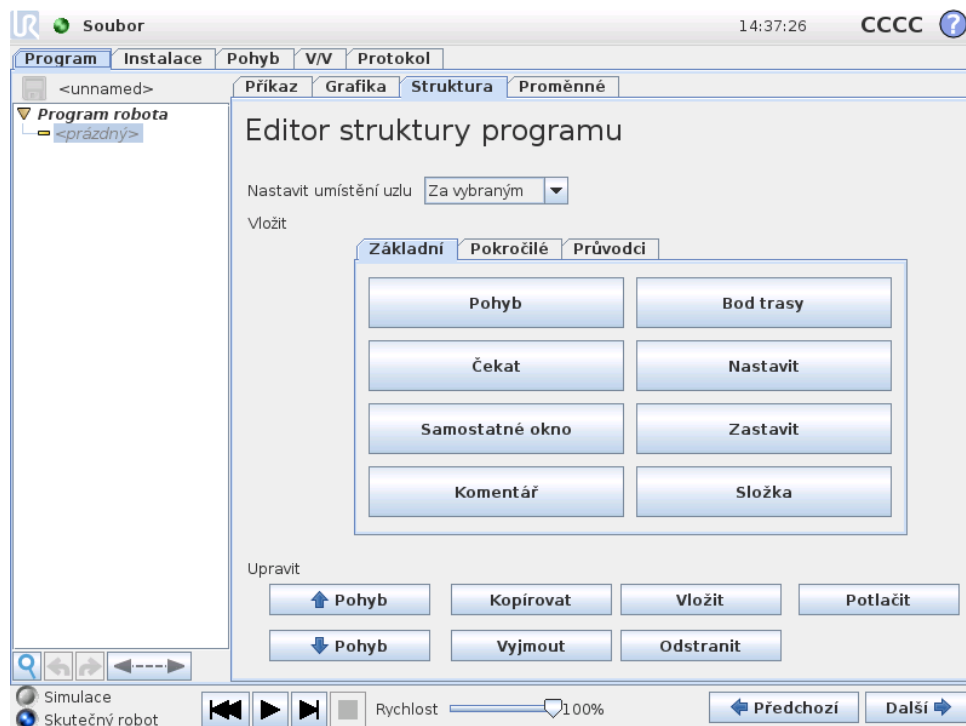 UR Soubor 14:37:26 CCCC ?
Program Instalace Pohyb V/V Protokol
<unnamed> Příkaz Grafika Struktura Proměnné
Program robota
<prázdný>
Editor struktury programu
Nastavit umístění uzlu Za vybraným
Vložit
Základní Pokročilé Průvodci
Pohyb Bod trasy
Čekat Nastavit
Samostatné okno Zastavit
Komentář Složka
Upravit
Pohyb Kopírovat Vložit Potlačit
Pohyb Vyjmout Odstranit
Simulace
Skutečný robot
Rychlost 100% Předchozí Další